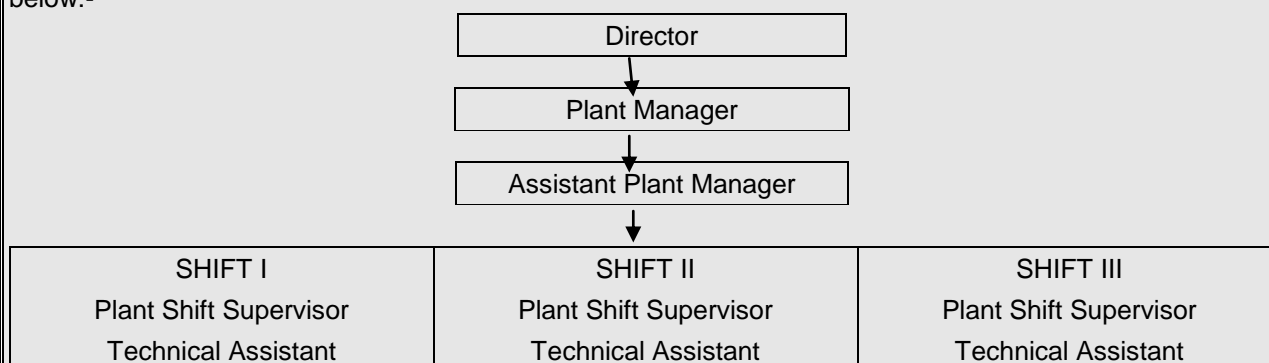 below:-
Director
Plant Manager
Assistant Plant Manager
SHIFT I SHIFT II SHIFT III
Plant Shift Supervisor Plant Shift Supervisor Plant Shift Supervisor
Technical Assistant Technical Assistant Technical Assistant